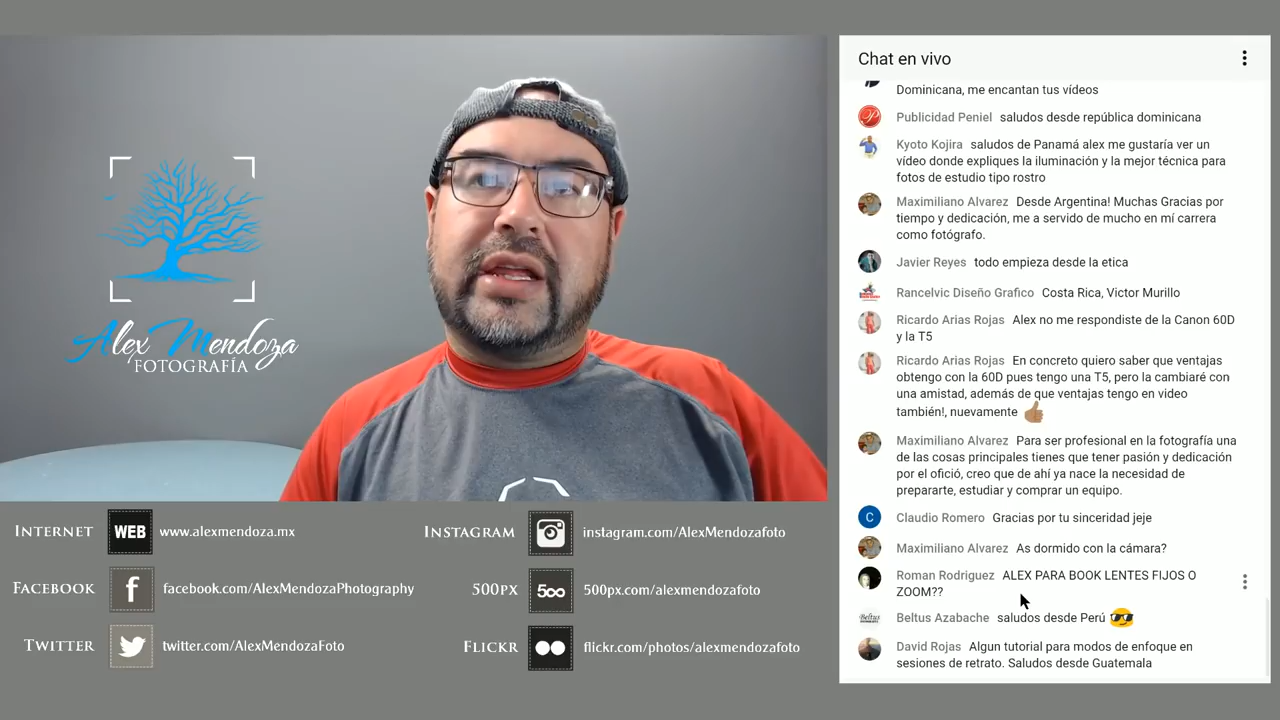 Alex Mendoza
FOTOGRAFÍA
INTERNET
WEB
www.alexmendoza.mx
FACEBOOK
f
facebook.com/AlexMendozaPhotography
TWITTER
twitter.com/AlexMendozaFoto
INSTAGRAM
instagram.com/AlexMendozafoto
500PX
500
500px.com/alexmendozafoto
FLICKR
flickr.com/photos/alexmendozafoto
Chat en vivo
Dominicana, me encantan tus vídeos
Publicidad Peniel saludos desde república dominicana
Kyoto Kojira saludos de Panamá alex me gustaría ver un
vídeo donde expliques la iluminación y la mejor técnica para
fotos de estudio tipo rostro
Maximiliano Alvarez Desde Argentina! Muchas Gracias por
tiempo y dedicación, me a servido de mucho en mí carrera
como fotógrafo.
Javier Reyes todo empieza desde la etica
Rancelvic Diseño Grafico Costa Rica, Victor Murillo
Ricardo Arias Rojas Alex no me respondiste de la Canon 60D
y la T5
Ricardo Arias Rojas En concreto quiero saber que ventajas
obtengo con la 60D pues tengo una T5, pero la cambiaré con
una amistad, además de que ventajas tengo en video
también!, nuevamente 👍🏽
Maximiliano Alvarez Para ser profesional en la fotografía una
de las cosas principales tienes que tener pasión y dedicación
por el ofició, creo que de ahí ya nace la necesidad de
prepararte, estudiar y comprar un equipo.
C
Claudio Romero Gracias por tu sinceridad jeje
Maximiliano Alvarez As dormido con la cámara?
Roman Rodriguez ALEX PARA BOOK LENTES FIJOS O
ZOOM??
Beltus Azabache saludos desde Perú 😎
David Rojas Algun tutorial para modos de enfoque en
sesiones de retrato. Saludos desde Guatemala